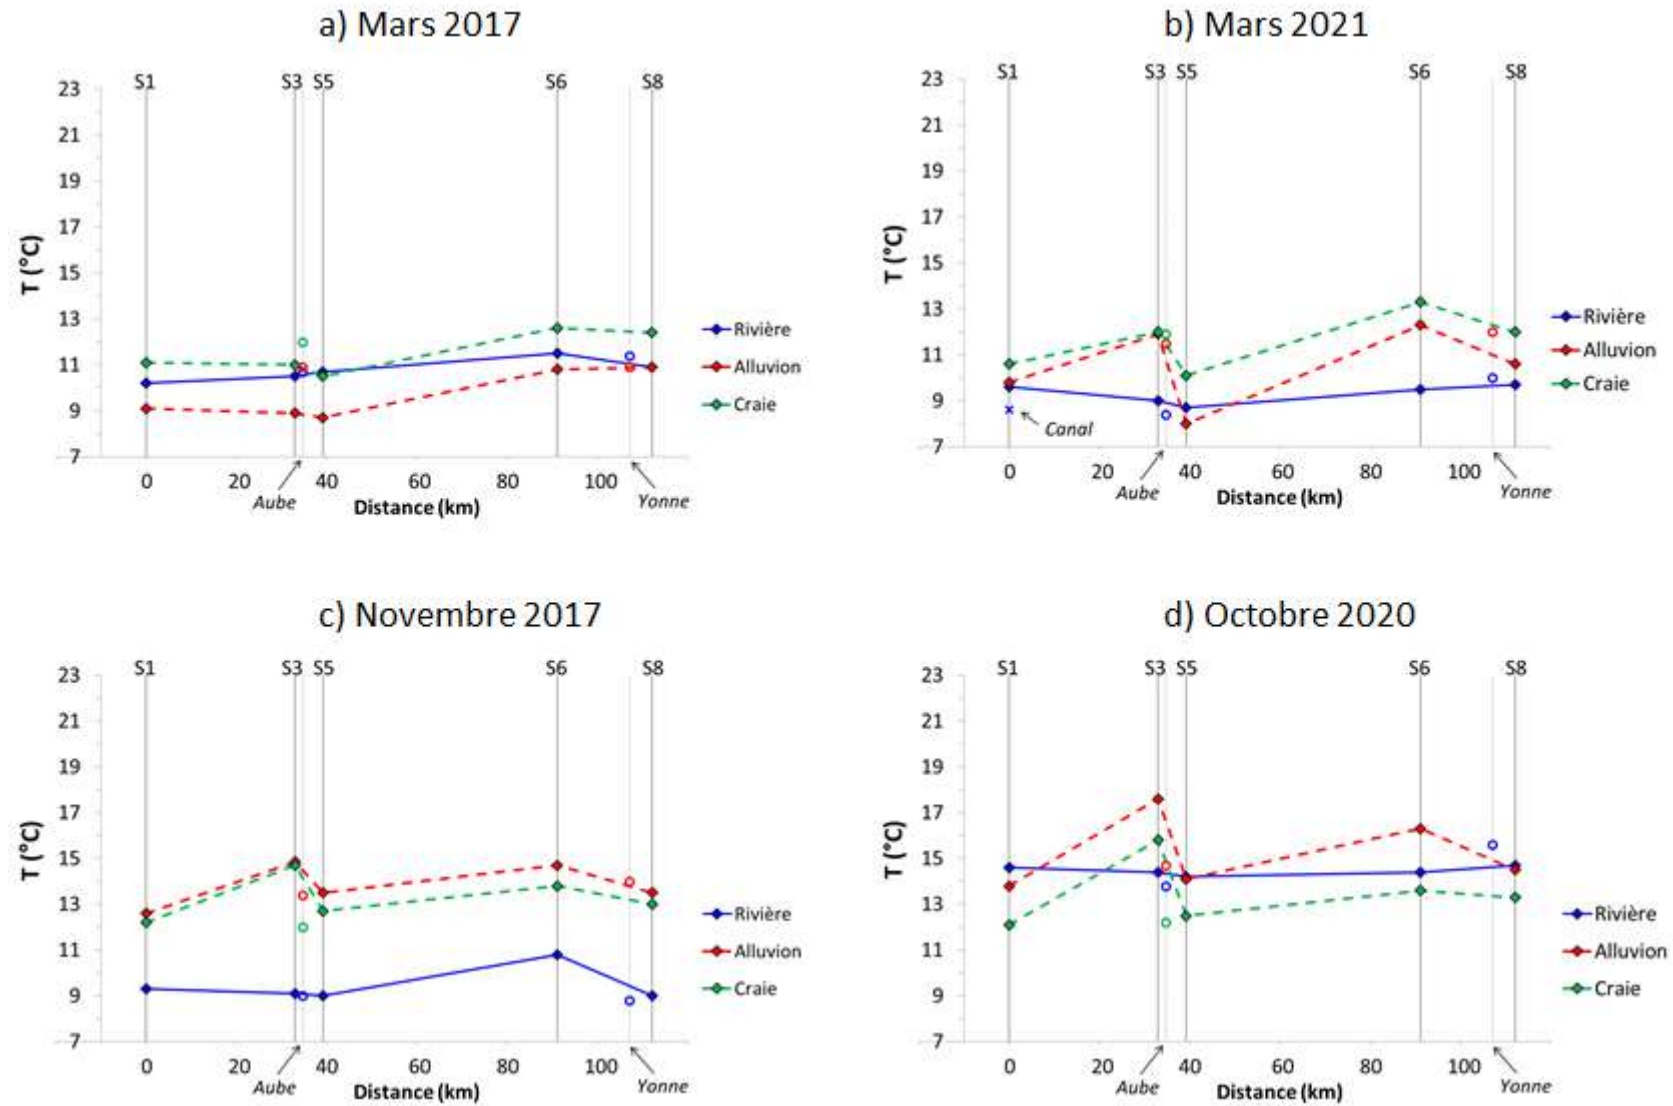 a) Mars 2017
S1 S3 S5 S6 S8
23
21
19
17
15
13
11
9
7
T (°C)
Rivière
Alluvion
Craie
0 20 40 60 80 100
Aube
Distance (km)
Yonne
b) Mars 2021
S1 S3 S5 S6 S8
23
21
19
17
15
13
11
9
7
T (°C)
Canal
Rivière
Alluvion
Craie
0 20 40 60 80 100
Aube
Distance (km)
Yonne
c) Novembre 2017
S1 S3 S5 S6 S8
23
21
19
17
15
13
11
9
7
T (°C)
Rivière
Alluvion
Craie
0 20 40 60 80 100
Aube
Distance (km)
Yonne
d) Octobre 2020
S1 S3 S5 S6 S8
23
21
19
17
15
13
11
9
7
T (°C)
Rivière
Alluvion
Craie
0 20 40 60 80 100
Aube
Distance (km)
Yonne